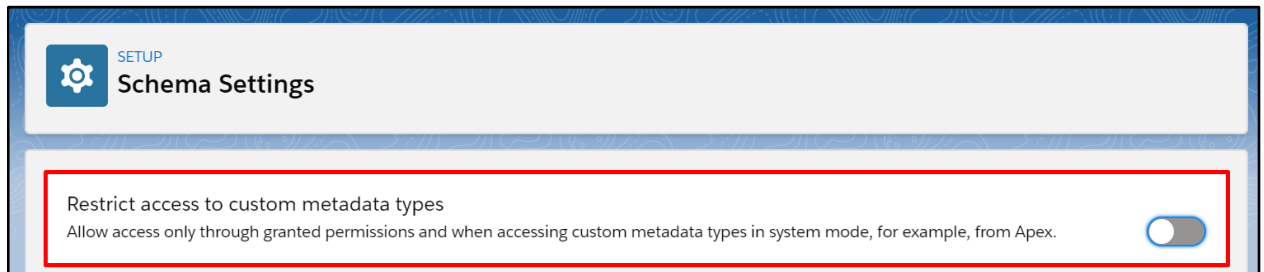 SETUP
Schema Settings
Restrict access to custom metadata types
Allow access only through granted permissions and when accessing custom metadata types in system mode, for example, from Apex.